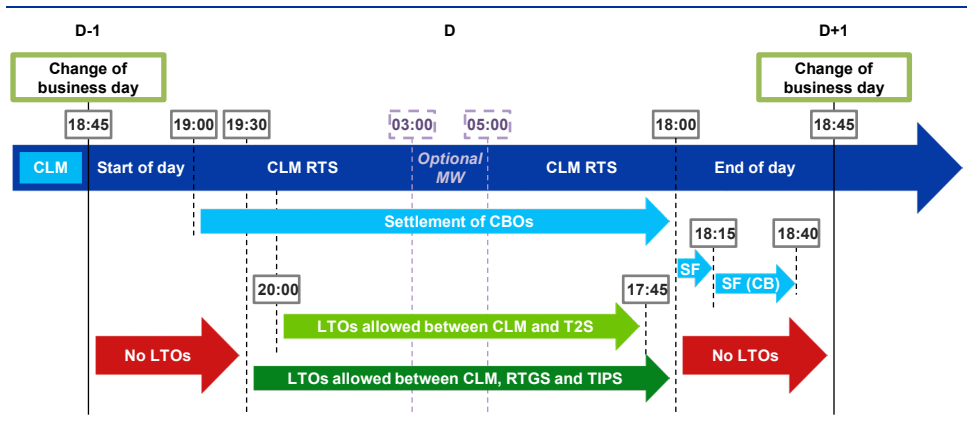 D-1
D
D+1
Change of
business day
Change of
business day
18:45
19:00
19:30
03:00
05:00
18:00
18:45
CLM
Start of day
CLM RTS
Optional
MW
CLM RTS
End of day
Settlement of CBOs
18:15
18:40
SF
SF (CB)
20:00
17:45
LTOs allowed between CLM and T2S
No LTOs
No LTOs
LTOs allowed between CLM, RTGS and TIPS